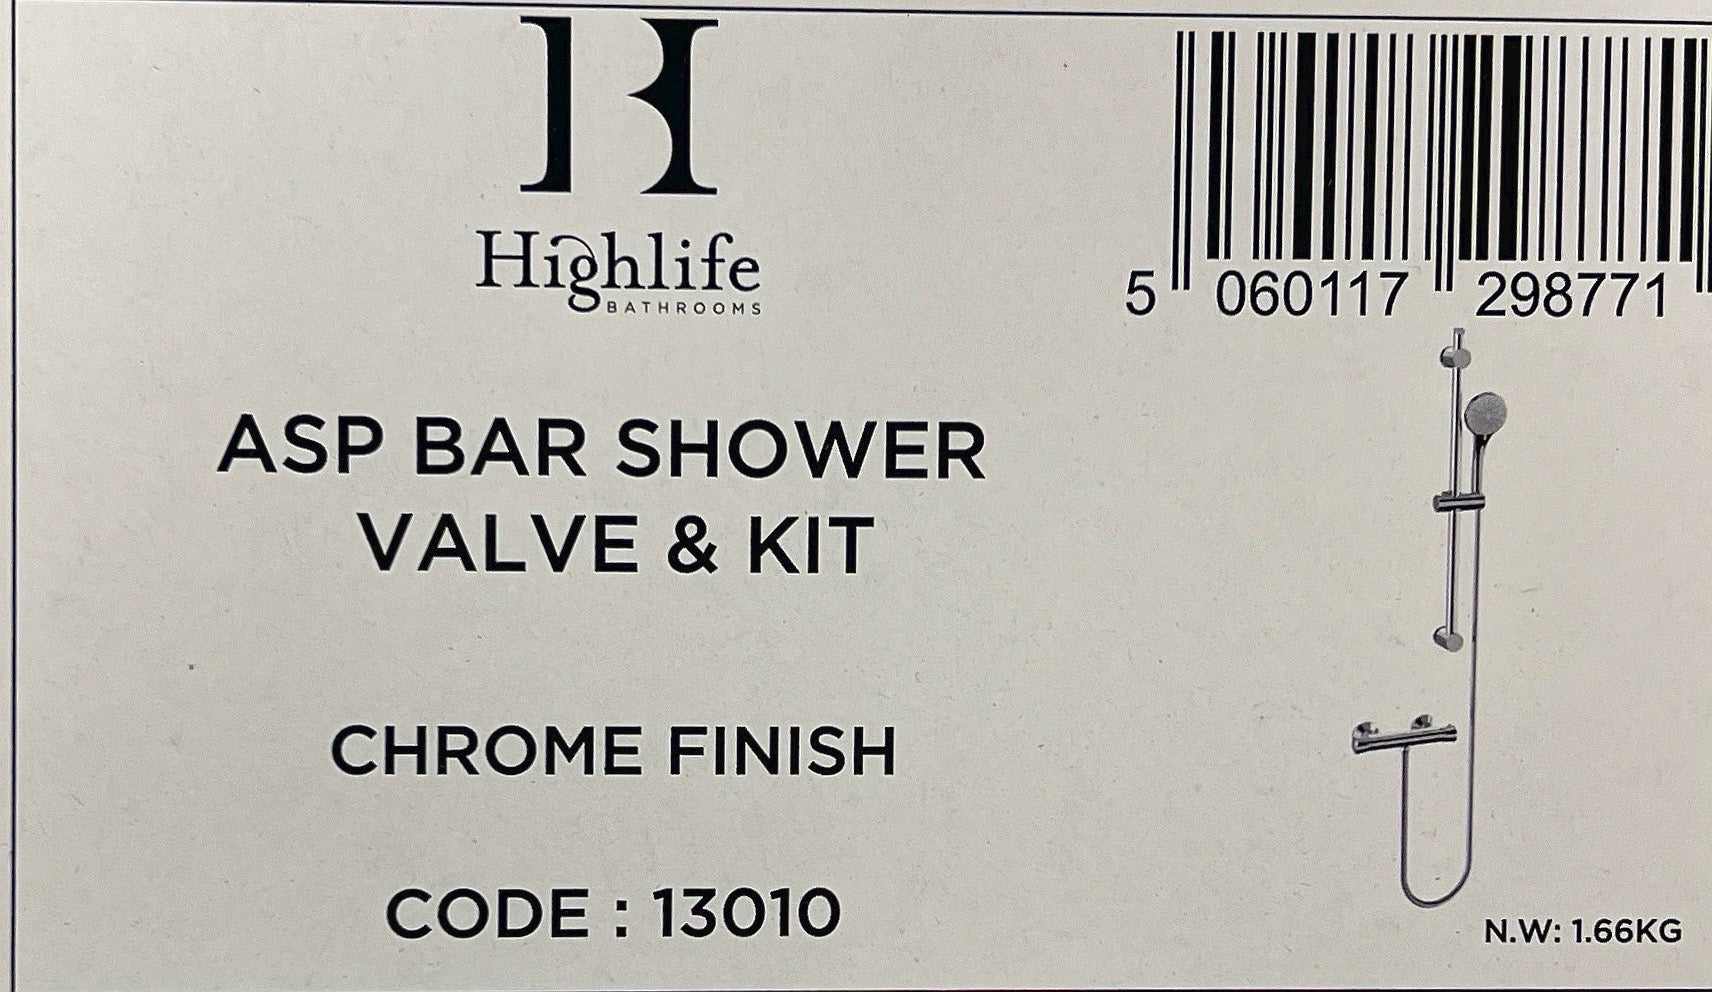 H
Highlife
BATHROOMS
5 060117 298771
ASP BAR SHOWER
VALVE & KIT
CHROME FINISH
CODE : 13010
N.W: 1.66KG